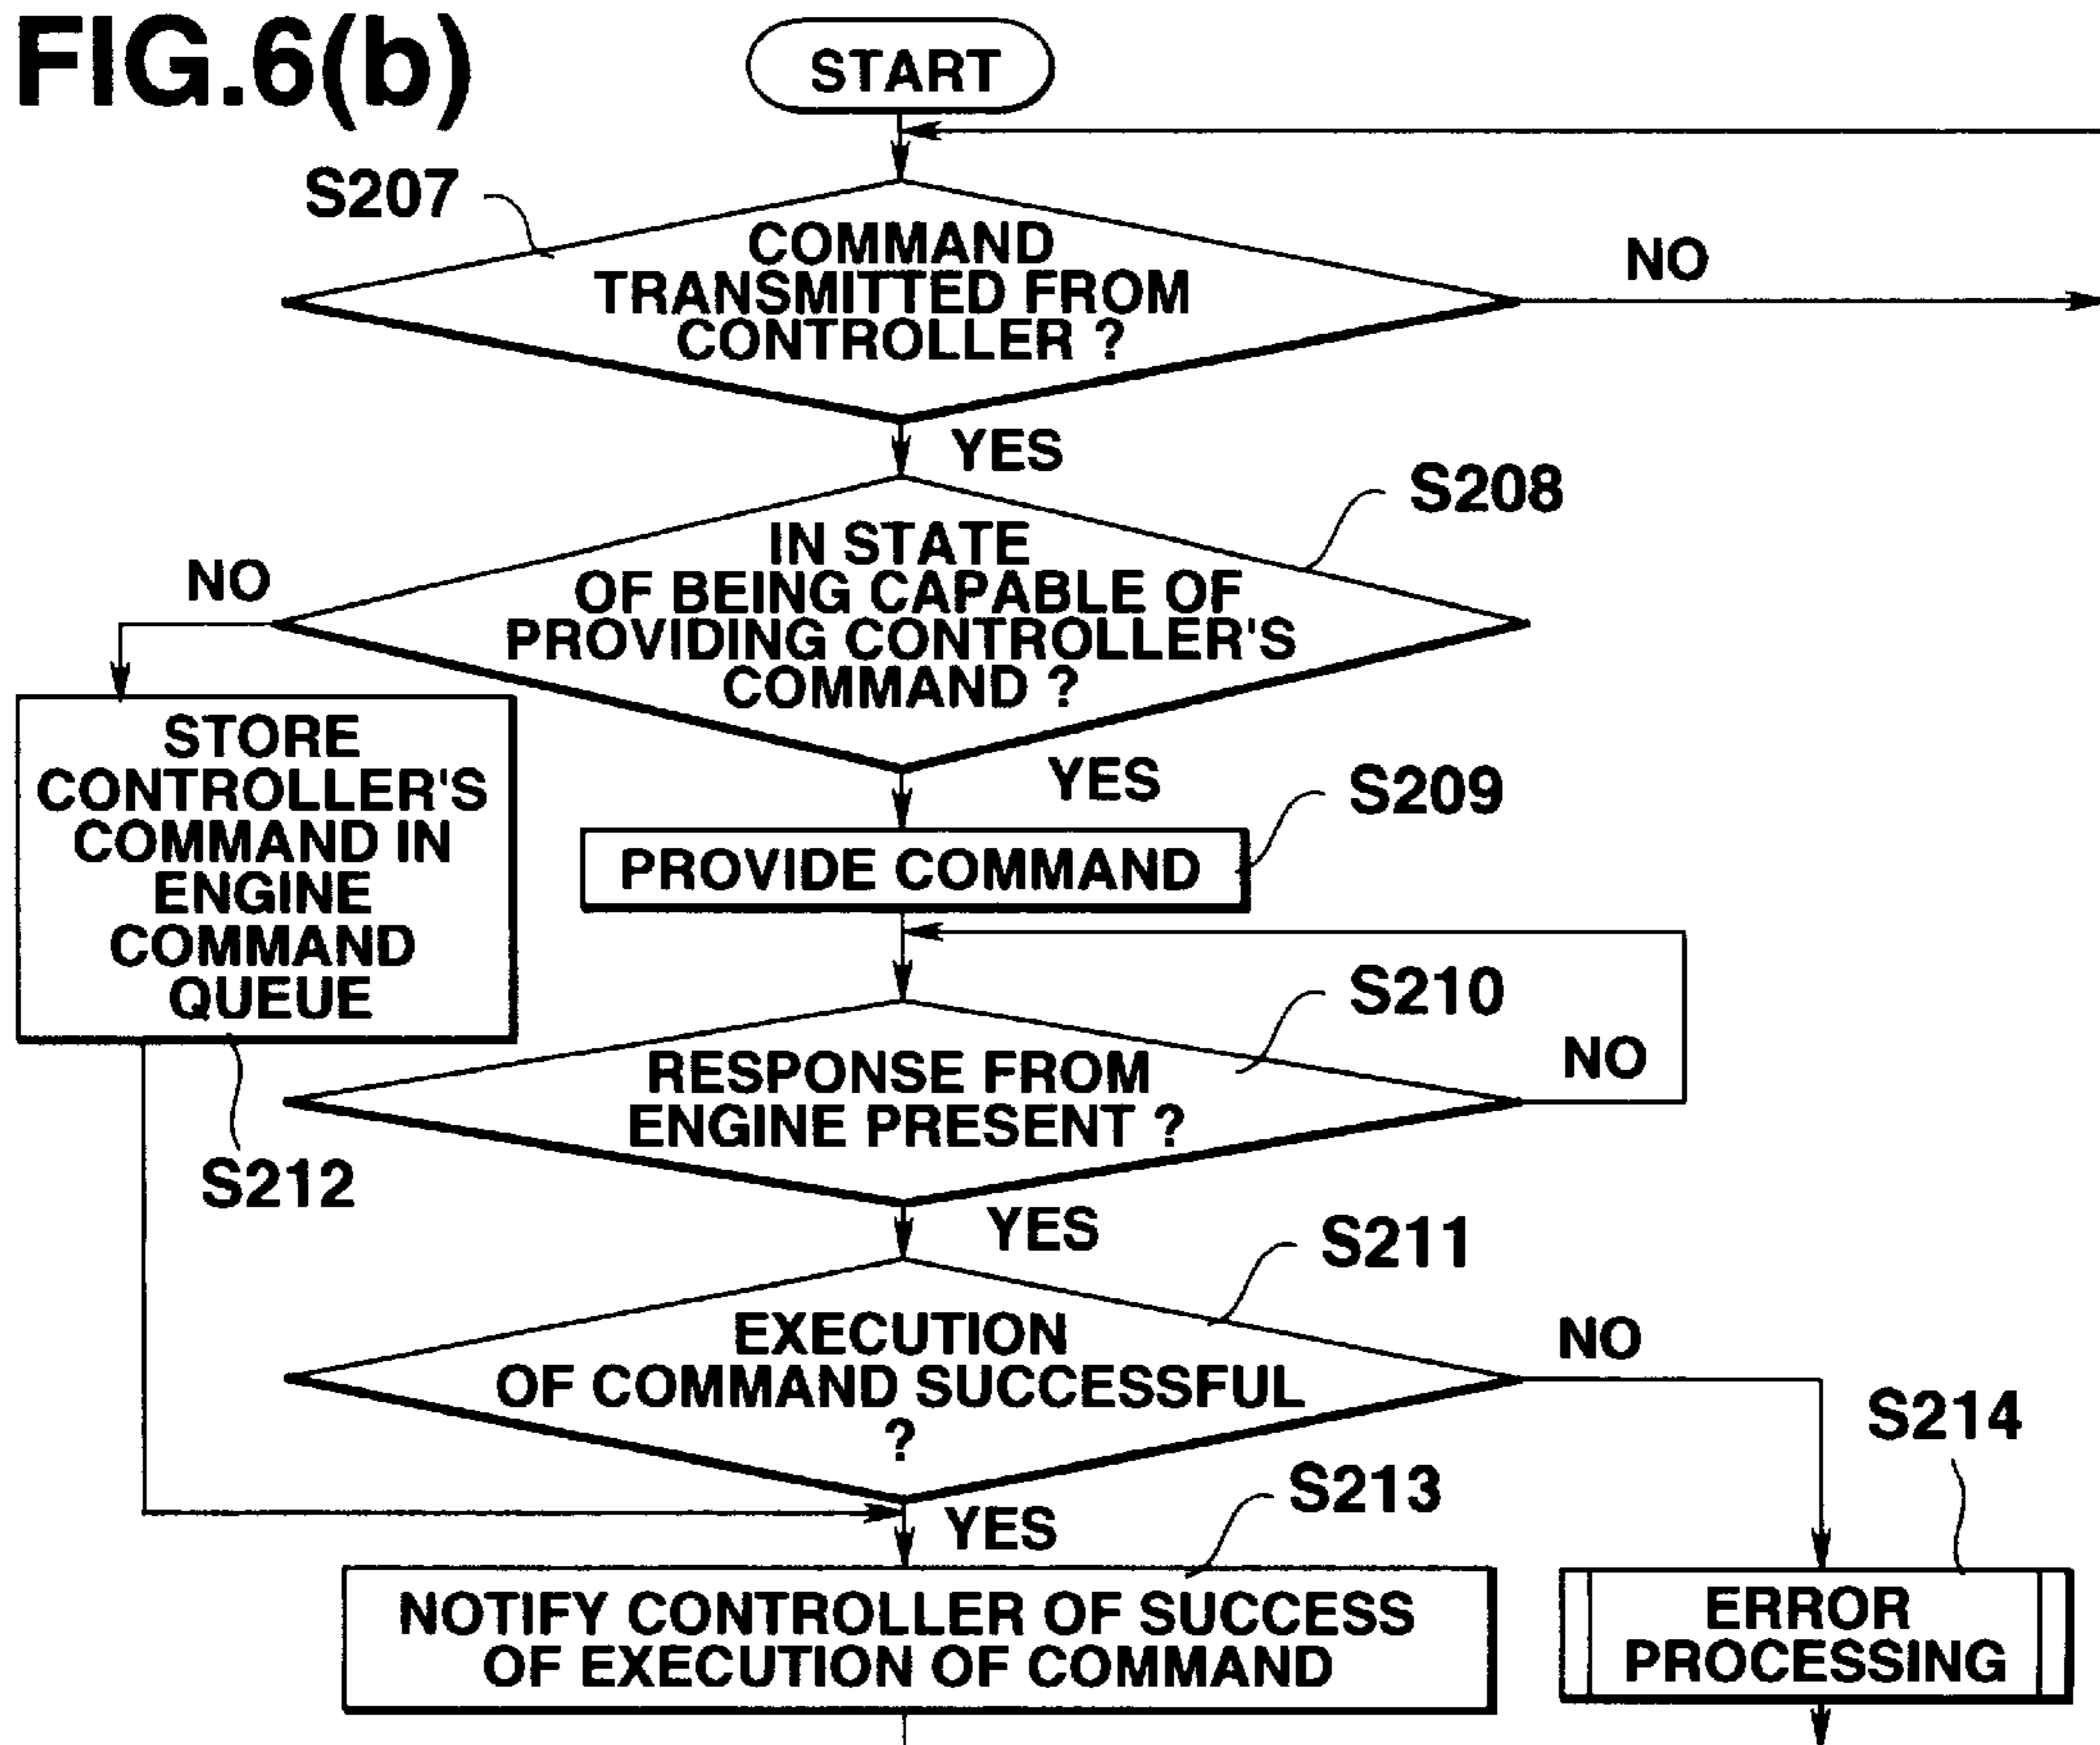 FIG.6(b)
START
S207
COMMAND
TRANSMITTED FROM
CONTROLLER ?
NO
YES
S208
IN STATE
OF BEING CAPABLE OF
PROVIDING CONTROLLER'S
COMMAND ?
NO
YES
STORE
CONTROLLER'S
COMMAND IN
ENGINE
COMMAND
QUEUE
S212
S209
PROVIDE COMMAND
S210
RESPONSE FROM
ENGINE PRESENT ?
NO
YES
S211
EXECUTION
OF COMMAND SUCCESSFUL
?
NO
YES
S213
NOTIFY CONTROLLER OF SUCCESS
OF EXECUTION OF COMMAND
S214
ERROR
PROCESSING